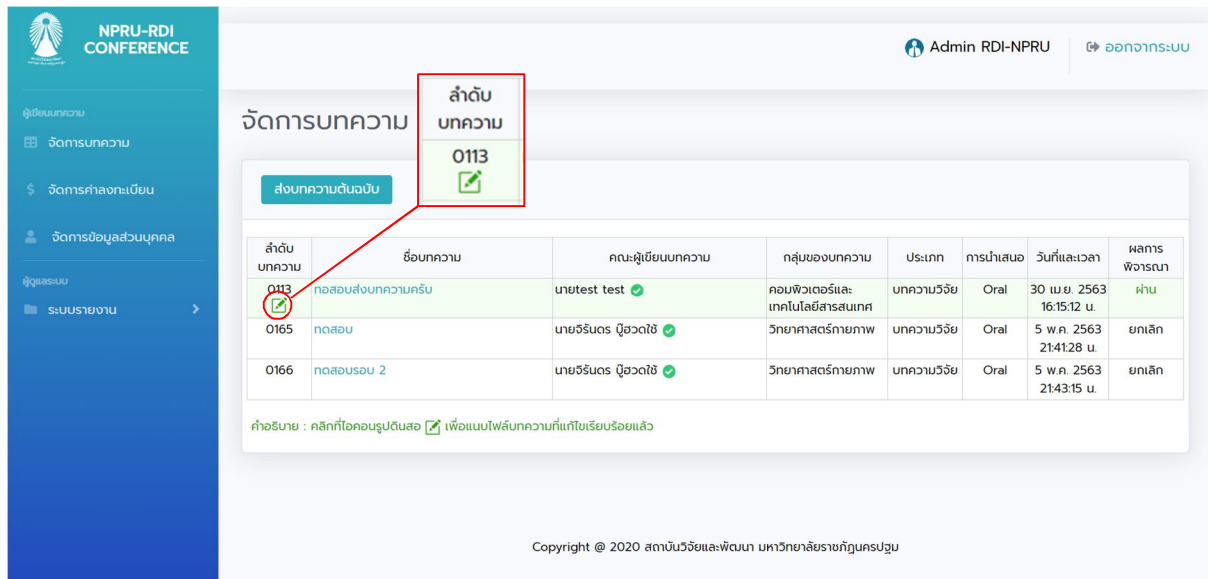 NPRU-RDI
CONFERENCE
Admin RDI-NPRU
ออกจากระบบ
ผู้เขียนบทความ
จัดการบทความ
จัดการค่าลงทะเบียน
จัดการข้อมูลส่วนบุคคล
ผู้ดูแลระบบ
ระบบรายงาน
จัดการบทความ
ลำดับ
บทความ
0113
ส่งบทความต้นฉบับ
ลำดับ บทความ ชื่อบทความ คณะผู้เขียนบทความ กลุ่มของบทความ ประเภท การนำเสนอ วันที่และเวลา ผลการ พิจารณา
0113 ทอสอบส่งบทความครับ นายtest test คอมพิวเตอร์และ บทความวิจัย Oral 30 เม.ย. 2563 ผ่าน
เทคโนโลยีสารสนเทศ 16:15:12 น.
0165 ทดสอบ นายจิรันดร บู๊ฮวดใช้ วิทยาศาสตร์กายภาพ บทความวิจัย Oral 5 พ.ค. 2563 ยกเลิก
21:41:28 น.
0166 ทดสอบรอบ 2 นายจิรันดร บู๊ฮวดใช้ วิทยาศาสตร์กายภาพ บทความวิจัย Oral 5 พ.ค. 2563 ยกเลิก
21:43:15 น.
คำอธิบาย : คลิกที่ไอคอนรูปดินสอ เพื่อแนบไฟล์บทความที่แก้ไขเรียบร้อยแล้ว
Copyright @ 2020 สถาบันวิจัยและพัฒนา มหาวิทยาลัยราชภัฏนครปฐม